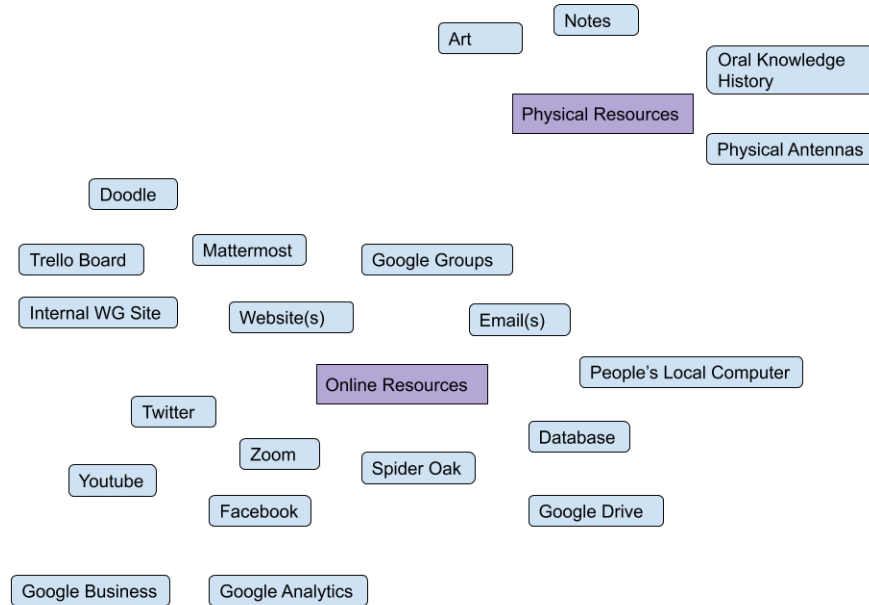 Notes
Art
Oral Knowledge
History
Physical Resources
Physical Antennas
Doodle
Mattermost
Trello Board
Google Groups
Internal WG Site
Website(s)
Email(s)
People's Local Computer
Online Resources
Twitter
Database
Zoom
Spider Oak
Youtube
Facebook
Google Drive
Google Business
Google Analytics